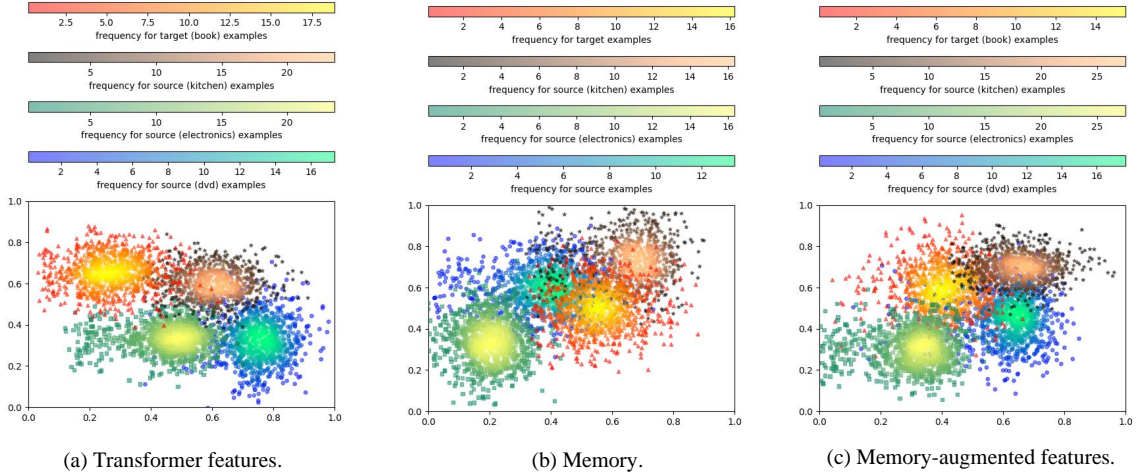 2.5 5.0 7.5 10.0 12.5 15.0 17.5
frequency for target (book) examples
5 10 15 20
frequency for source (kitchen) examples
5 10 15 20
frequency for source (electronics) examples
2 4 6 8 10 12 14 16
frequency for source (dvd) examples
1.0
0.8
0.6
0.4
0.2
0.0
0.0 0.2 0.4 0.6 0.8 1.0
(a) Transformer features.
2 4 6 8 10 12 14
frequency for target examples
2 4 6 8 10 12 14 16
frequency for source (kitchen) examples
2 4 6 8 10 12 14 16
frequency for source (electronics) examples
2 4 6 8 10 12
frequency for source examples
1.0
0.8
0.6
0.4
0.2
0.0
0.0 0.2 0.4 0.6 0.8 1.0
(b) Memory.
2 4 6 8 10 12 14
frequency for target (book) examples
5 10 15 20 25
frequency for source (kitchen) examples
5 10 15 20 25
frequency for source (electronics) examples
2 4 6 8 10 12 14 16
frequency for source (dvd) examples
1.0
0.8
0.6
0.4
0.2
0.0
0.0 0.2 0.4 0.6 0.8 1.0
(c) Memory-augmented features.